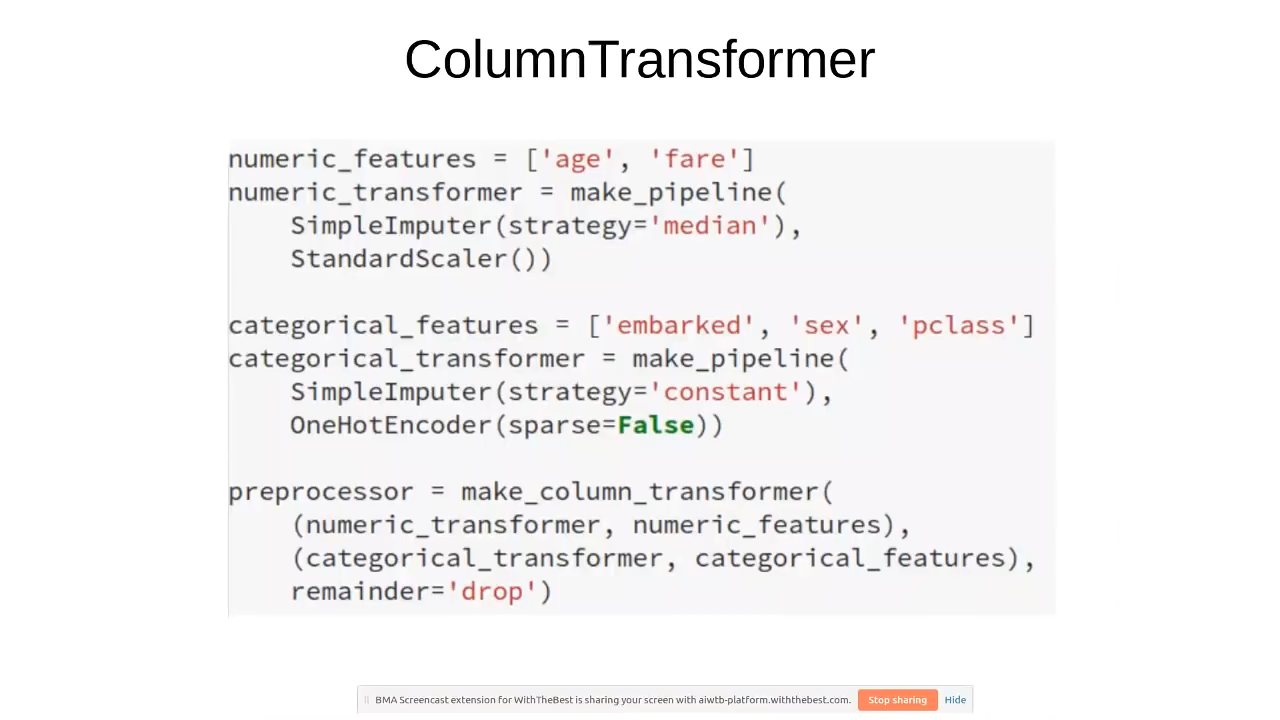 ColumnTransformer
numeric_features = ['age', 'fare']
numeric_transformer = make_pipeline(
    SimpleImputer(strategy='median'),
    StandardScaler())
categorical_features = ['embarked', 'sex', 'pclass']
categorical_transformer = make_pipeline(
    SimpleImputer(strategy='constant'),
    OneHotEncoder(sparse=False))
preprocessor = make_column_transformer(
    (numeric_transformer, numeric_features),
    (categorical_transformer, categorical_features),
    remainder='drop')
BMA Screencast extension for WithTheBest is sharing your screen with aiwtb-platform.withthebest.com. Stop sharing Hide